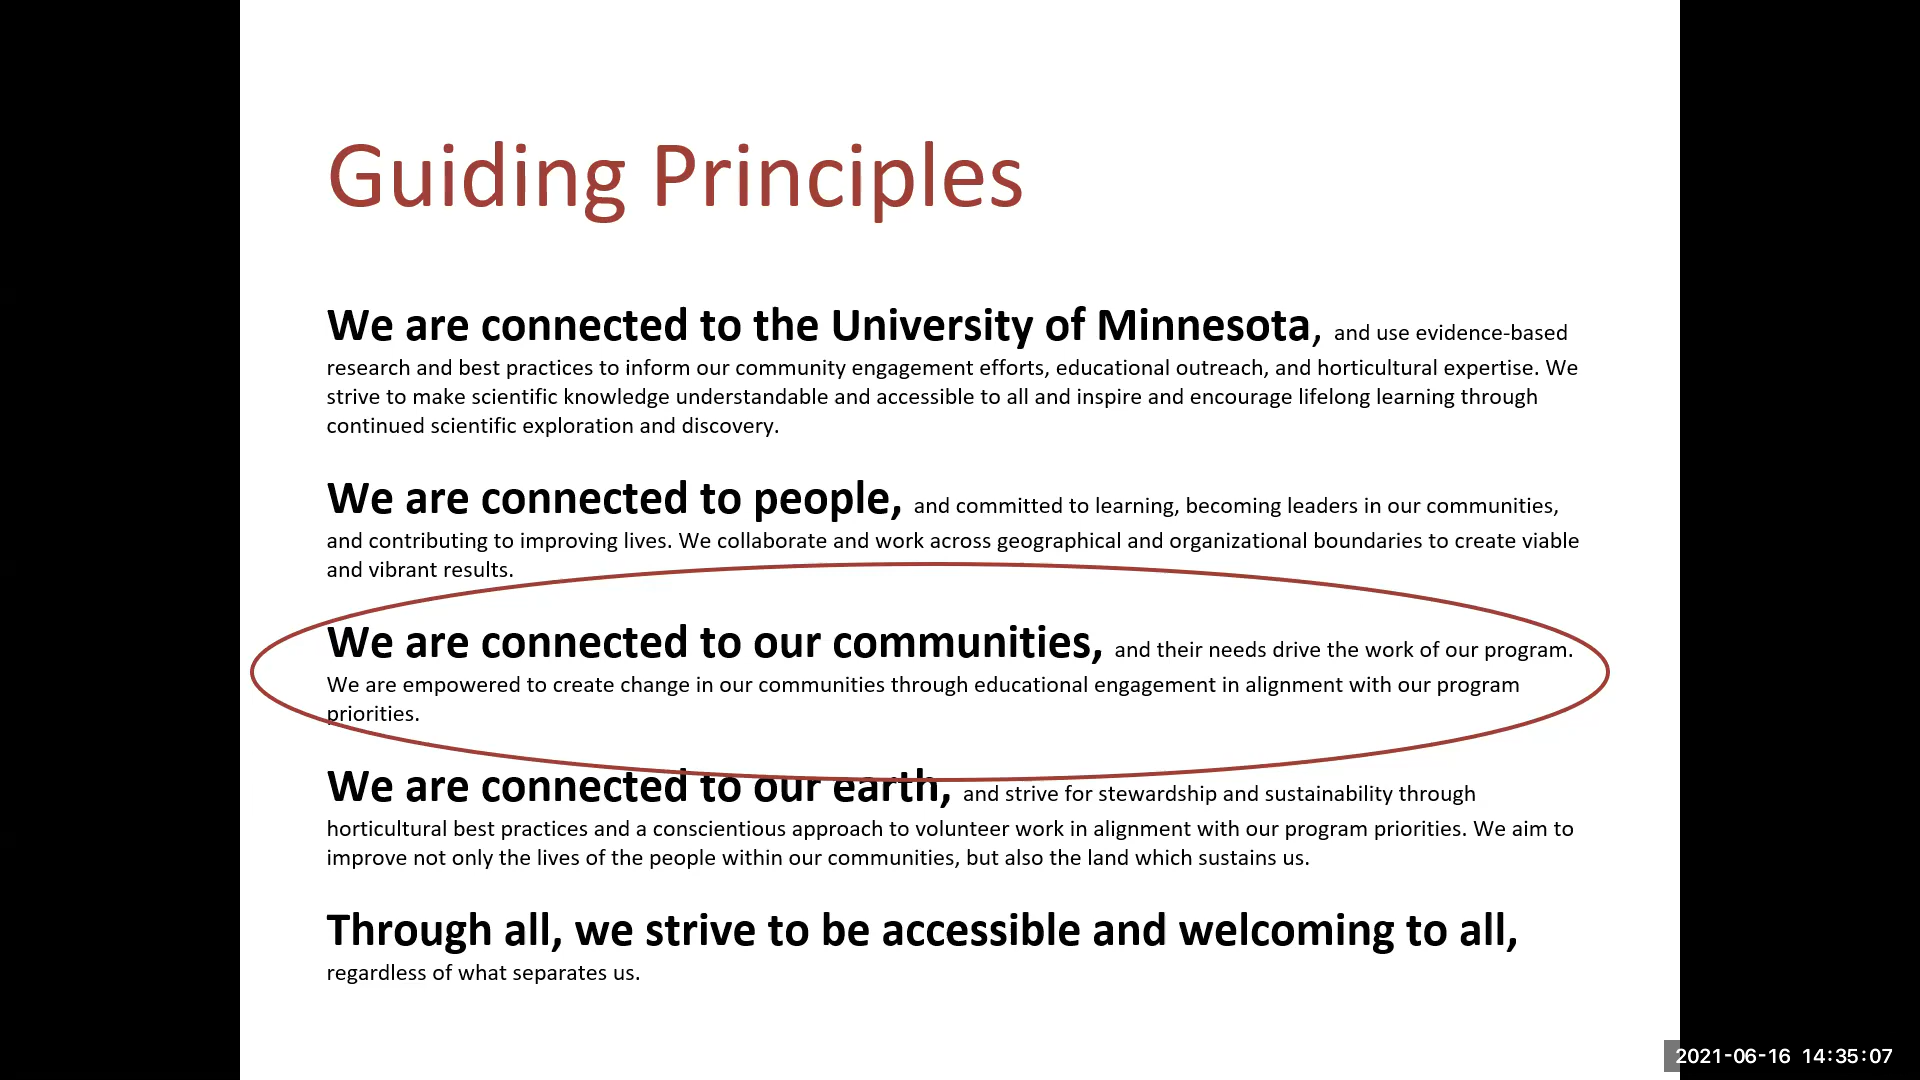 Guiding Principles
We are connected to the University of Minnesota, and use evidence-based
research and best practices to inform our community engagement efforts, educational outreach, and horticultural expertise. We
strive to make scientific knowledge understandable and accessible to all and inspire and encourage lifelong learning through
continued scientific exploration and discovery.
We are connected to people, and committed to learning, becoming leaders in our communities,
and contributing to improving lives. We collaborate and work across geographical and organizational boundaries to create viable
and vibrant results.
We are connected to our communities, and their needs drive the work of our program.
We are empowered to create change in our communities through educational engagement in alignment with our program
priorities.
We are connected to our earth, and strive for stewardship and sustainability through
horticultural best practices and a conscientious approach to volunteer work in alignment with our program priorities. We aim to
improve not only the lives of the people within our communities, but also the land which sustains us.
Through all, we strive to be accessible and welcoming to all,
regardless of what separates us.
2021-06-16 14:35:07